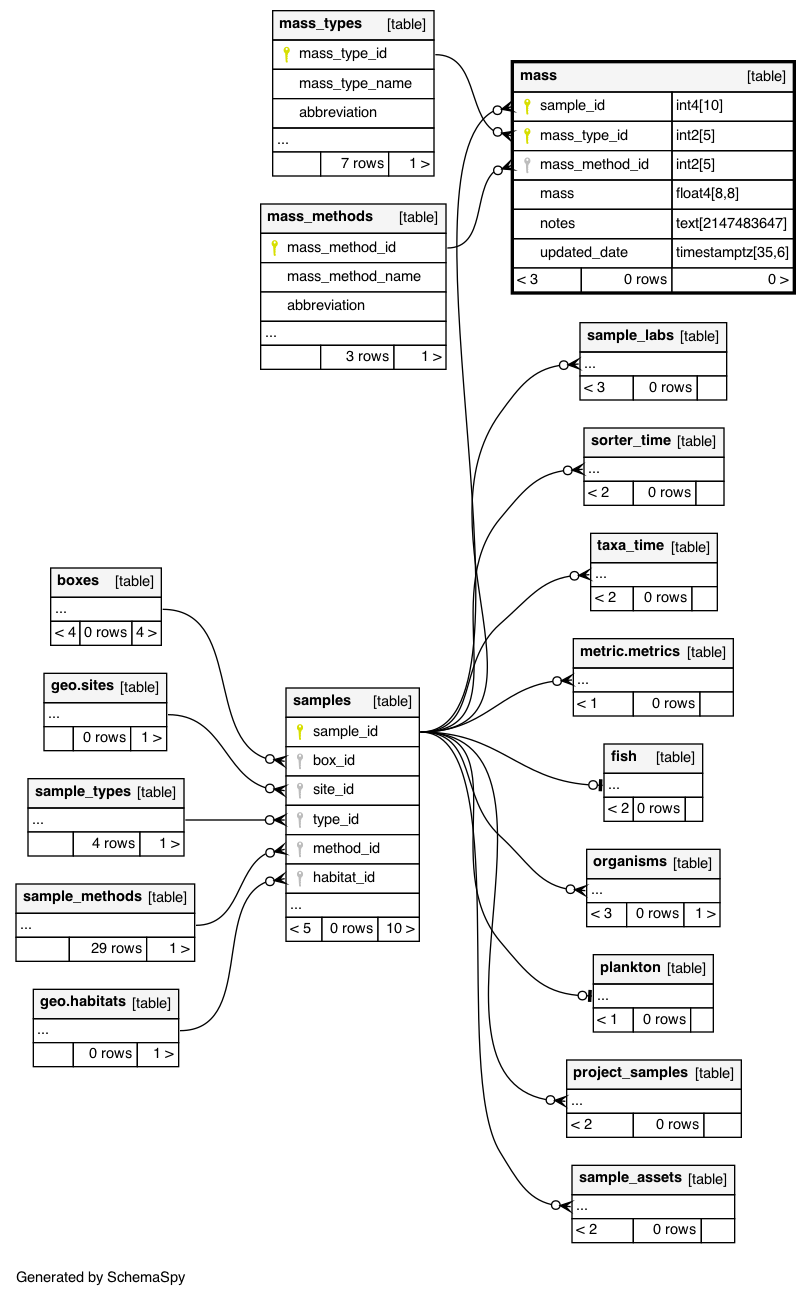 mass_types [table]
mass_type_id
mass_type_name
abbreviation
...
7 rows 1 >
mass [table]
sample_id int4[10]
mass_type_id int2[5]
mass_method_id int2[5]
mass float4[8,8]
notes text[2147483647]
updated_date timestamptz[35,6]
< 3 0 rows 0 >
mass_methods [table]
mass_method_id
mass_method_name
abbreviation
...
3 rows 1 >
sample_labs [table]
...
< 3 0 rows
sorter_time [table]
...
< 2 0 rows
taxa_time [table]
...
< 2 0 rows
boxes [table]
...
< 4 0 rows 4 >
metric.metrics [table]
...
< 1 0 rows
geo.sites [table]
...
0 rows 1 >
samples [table]
sample_id
box_id
site_id
type_id
method_id
habitat_id
...
< 5 0 rows 10 >
fish [table]
...
< 2 0 rows
sample_types [table]
...
4 rows 1 >
organisms [table]
...
< 3 0 rows 1 >
sample_methods [table]
...
29 rows 1 >
plankton [table]
...
< 1 0 rows
geo.habitats [table]
...
0 rows 1 >
project_samples [table]
...
< 2 0 rows
sample_assets [table]
...
< 2 0 rows
Generated by SchemaSpy